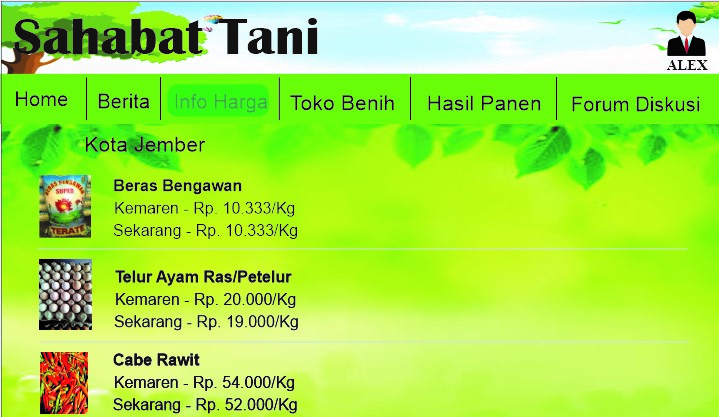 Sahabat Tani
ALEX
Home
Berita
Info Harga
Toko Benih
Hasil Panen
Forum Diskusi
Kota Jember
Beras Bengawan
Kemaren - Rp. 10.333/Kg
Sekarang - Rp. 10.333/Kg
SUPER
TERATE
Telur Ayam Ras/Petelur
Kemaren - Rp. 20.000/Kg
Sekarang - Rp. 19.000/Kg
Cabe Rawit
Kemaren - Rp. 54.000/Kg
Sekarang - Rp. 52.000/Kg